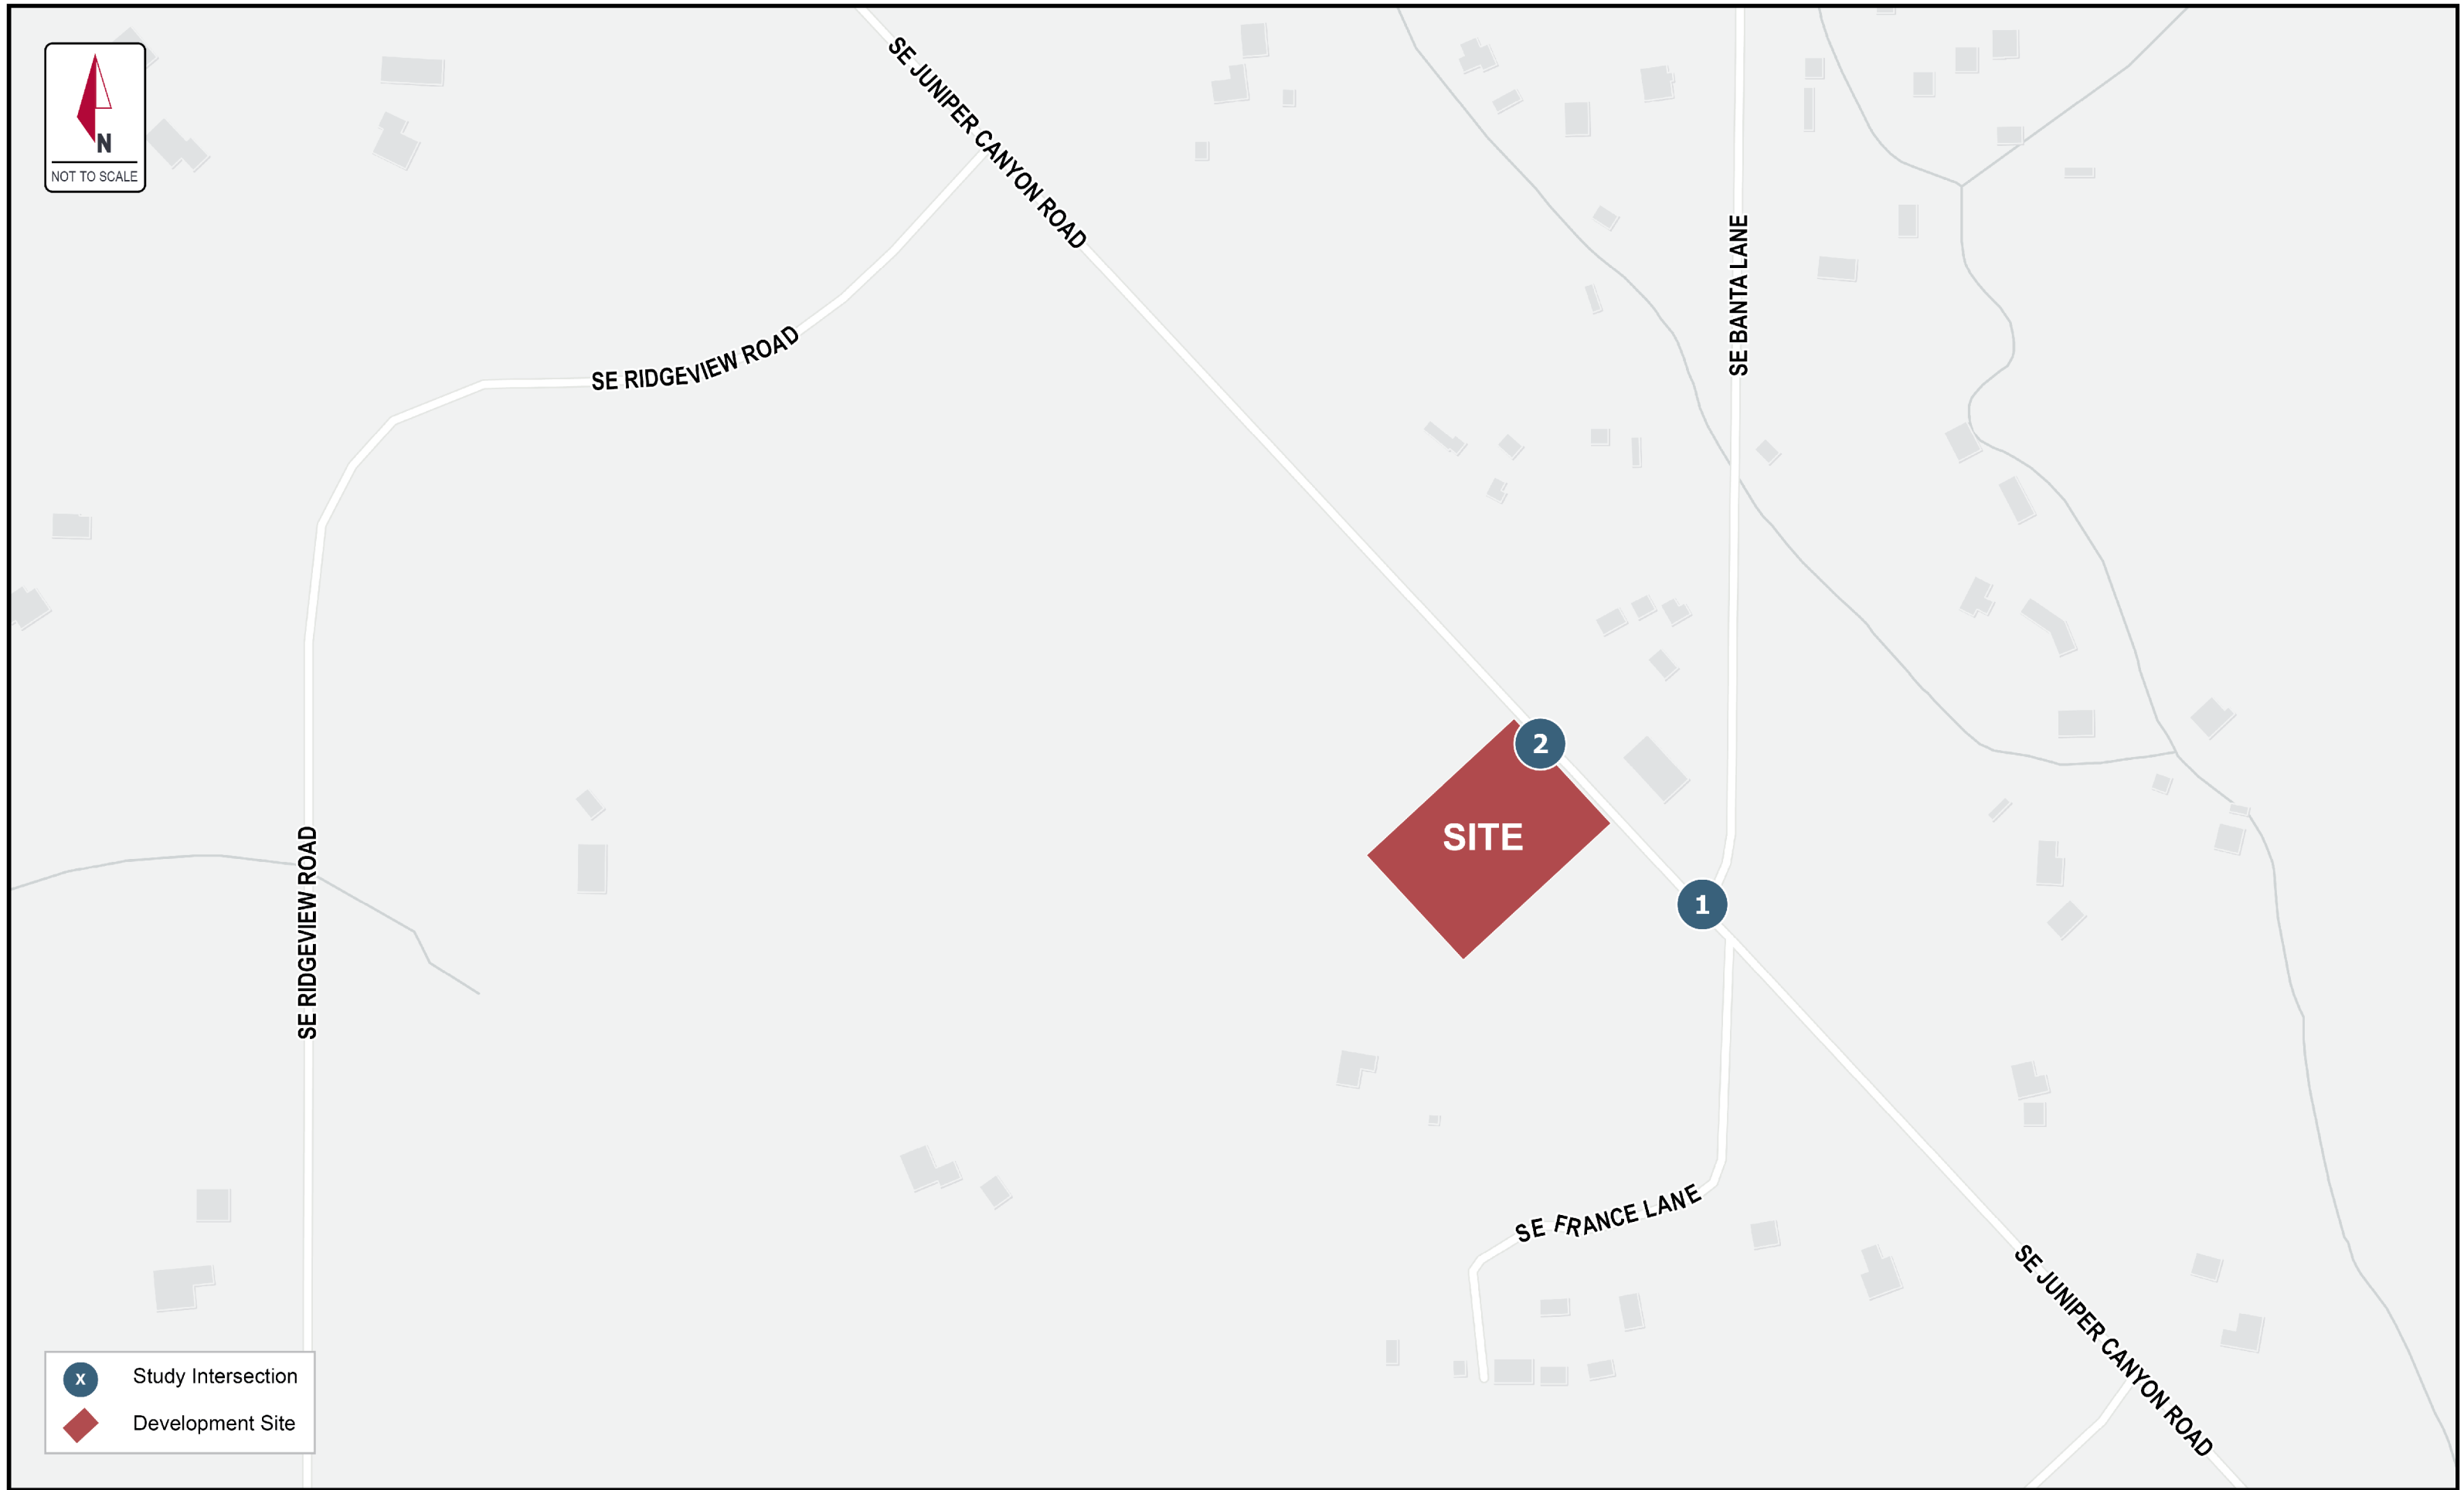 N
NOT TO SCALE
SE JUNIPER CANYON ROAD
SE BANTA LANE
SE RIDGEVIEW ROAD
2
SITE
1
SE RIDGEVIEW ROAD
SE FRANCE LANE
SE JUNIPER CANYON ROAD
X Study Intersection
Development Site